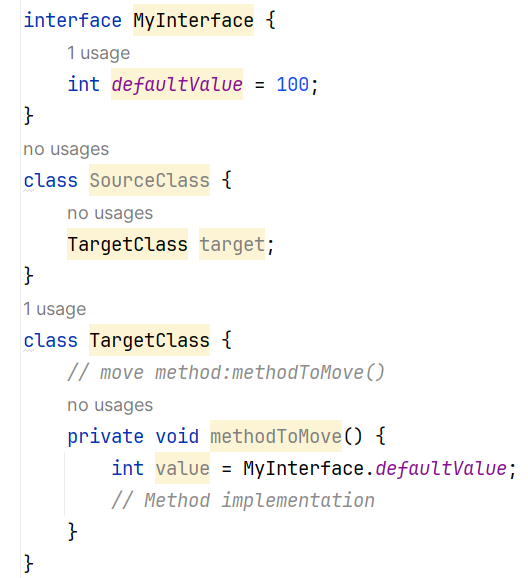 interface MyInterface {
1 usage
int defaultValue = 100;
}
no usages
class SourceClass {
no usages
TargetClass target;
}
1 usage
class TargetClass {
// move method:methodToMove()
no usages
private void methodToMove() {
int value = MyInterface.defaultValue;
// Method implementation
}
}